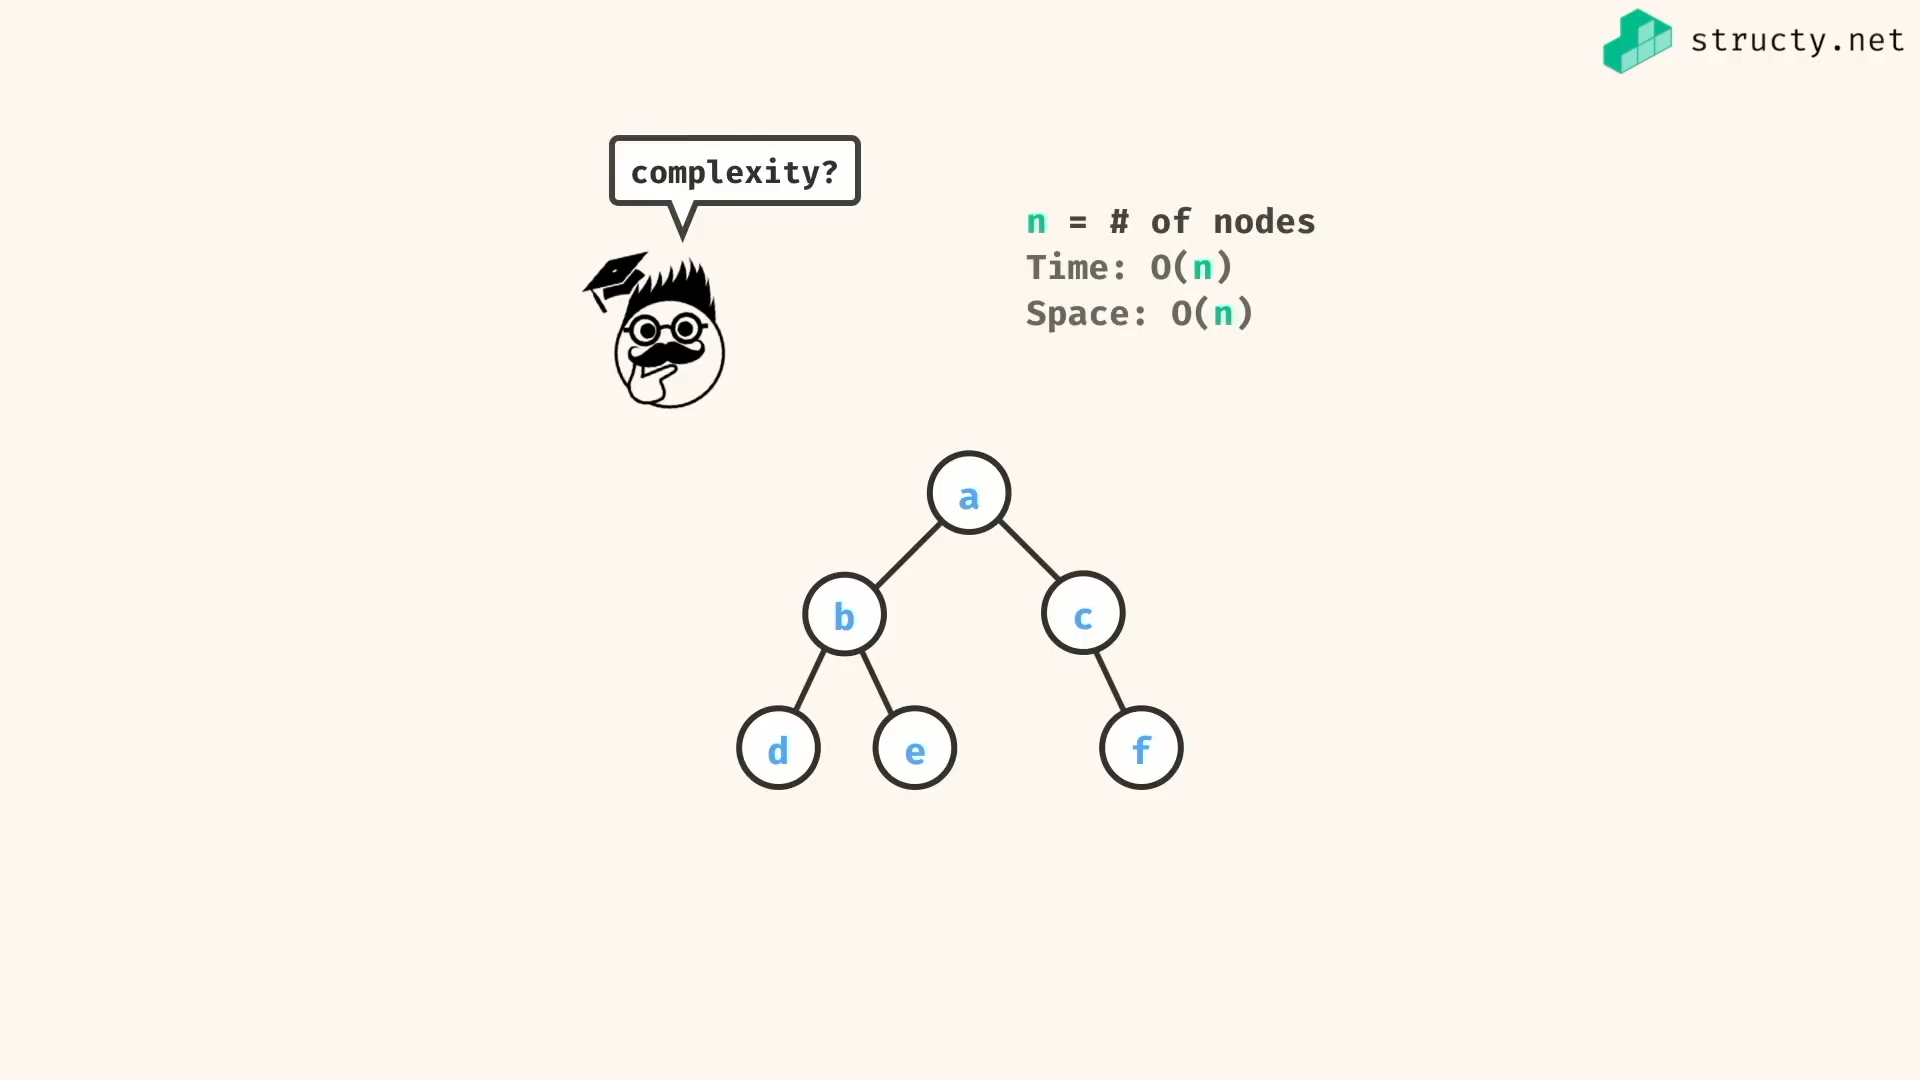 structy.net
complexity?
n = # of nodes
Time: O(n)
Space: O(n)
a
b
c
d
e
f